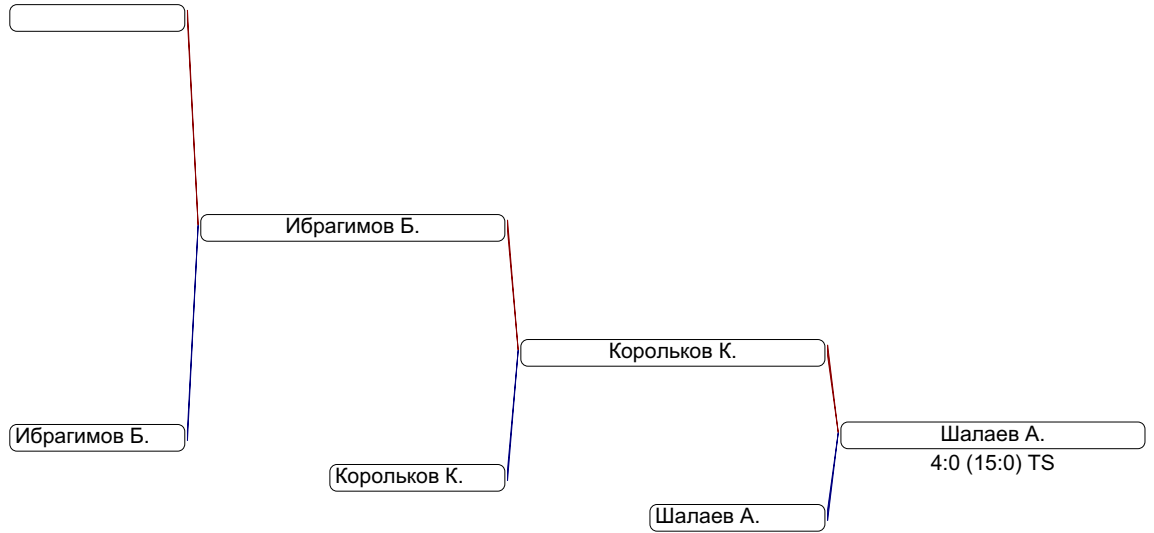 Ибрагимов Б.
Корольков К.
Ибрагимов Б.
Шалаев А.
4:0 (15:0) TS
Корольков К.
Шалаев А.